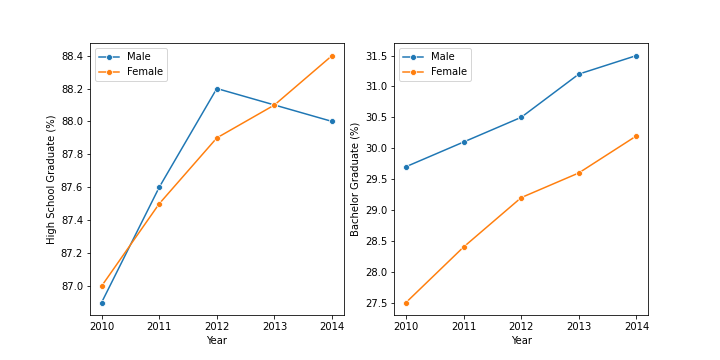 Male
Female
88.4
88.2
88.0
87.8
87.6
87.4
87.2
87.0
High School Graduate (%)
2010 2011 2012 2013 2014
Year
Male
Female
31.5
31.0
30.5
30.0
29.5
29.0
28.5
28.0
27.5
Bachelor Graduate (%)
2010 2011 2012 2013 2014
Year